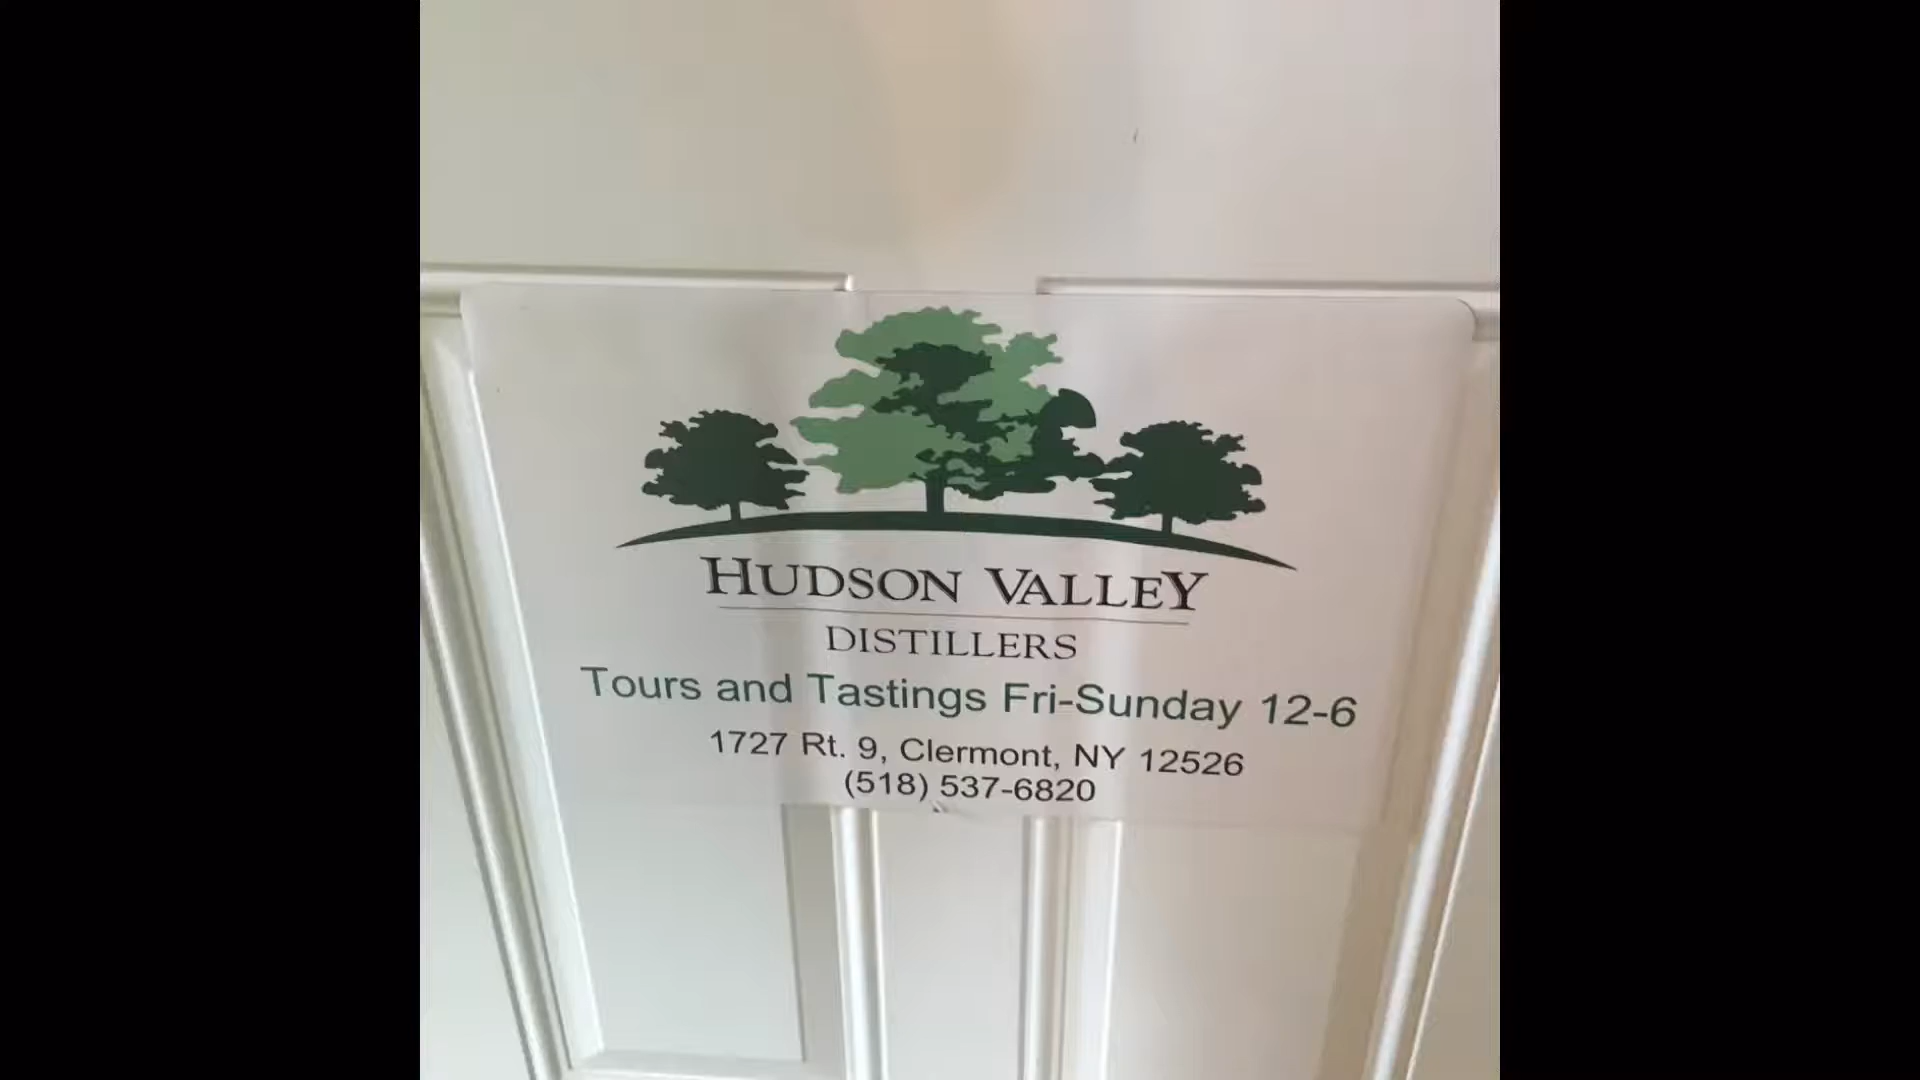 HUDSON VALLEY
DISTILLERS
Tours and Tastings Fri-Sunday 12-6
1727 Rt. 9, Clermont, NY 12526
(518) 537-6820